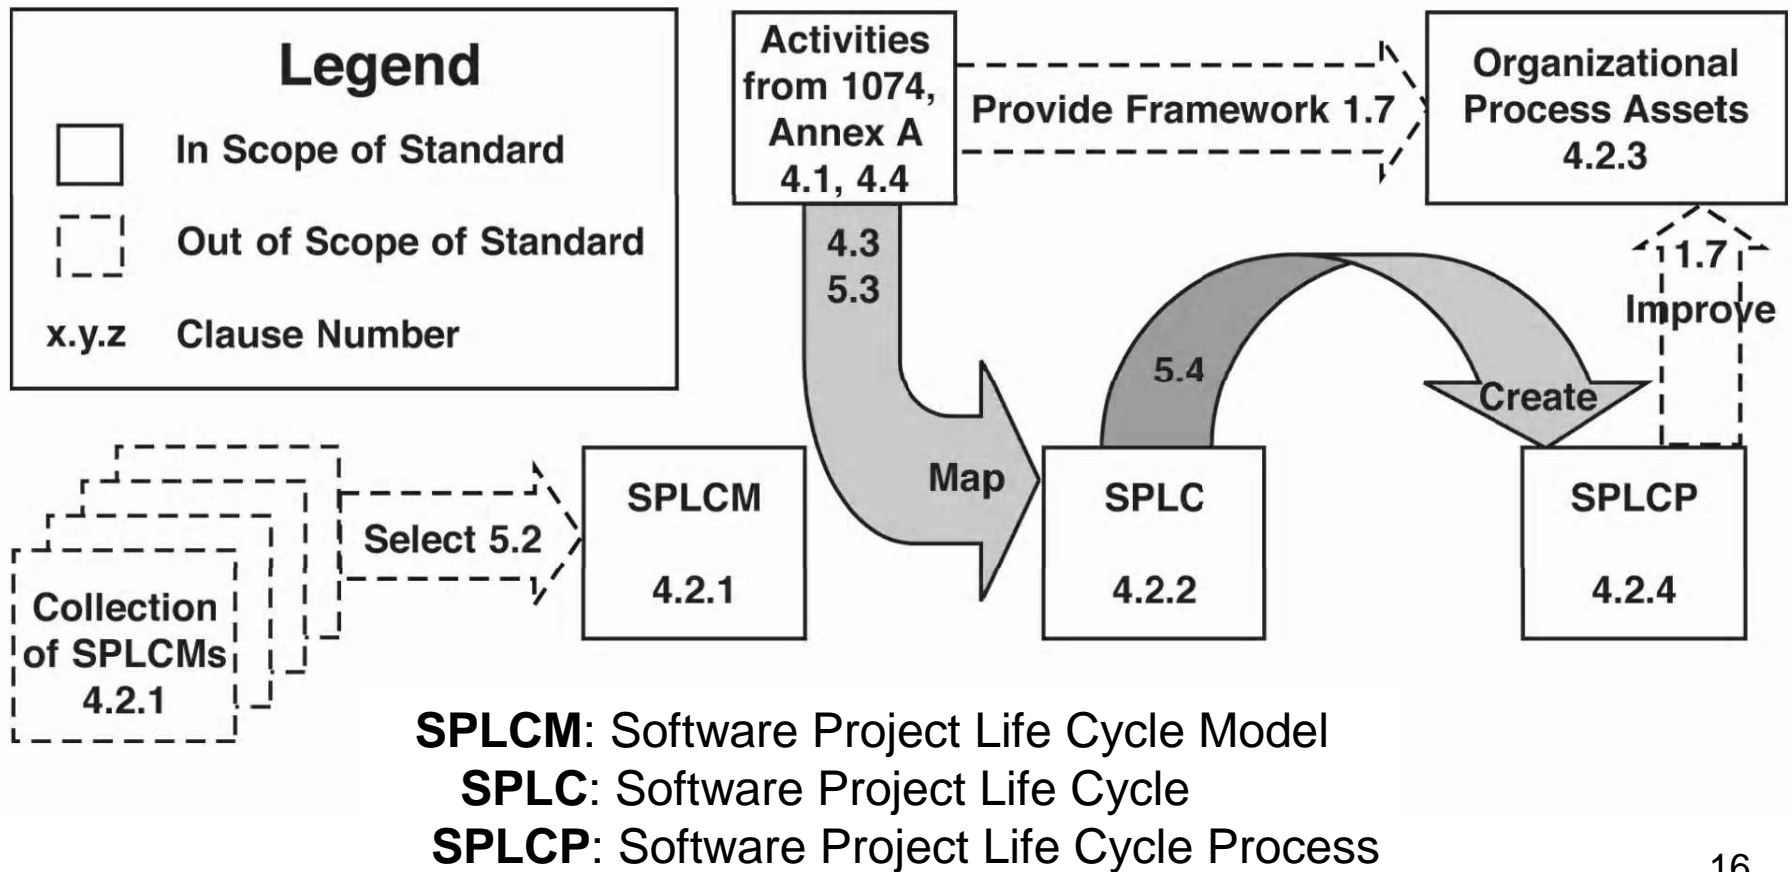 Legend
In Scope of Standard
Out of Scope of Standard
x.y.z Clause Number
Activities
from 1074,
Annex A
4.1, 4.4
Provide Framework 1.7
Organizational
Process Assets
4.2.3
4.3
5.3
Map
5.4
Create
1.7
Improve
Collection
of SPLCMs
4.2.1
Select 5.2
SPLCM
4.2.1
SPLC
4.2.2
SPLCP
4.2.4
SPLCM: Software Project Life Cycle Model
SPLC: Software Project Life Cycle
SPLCP: Software Project Life Cycle Process
16